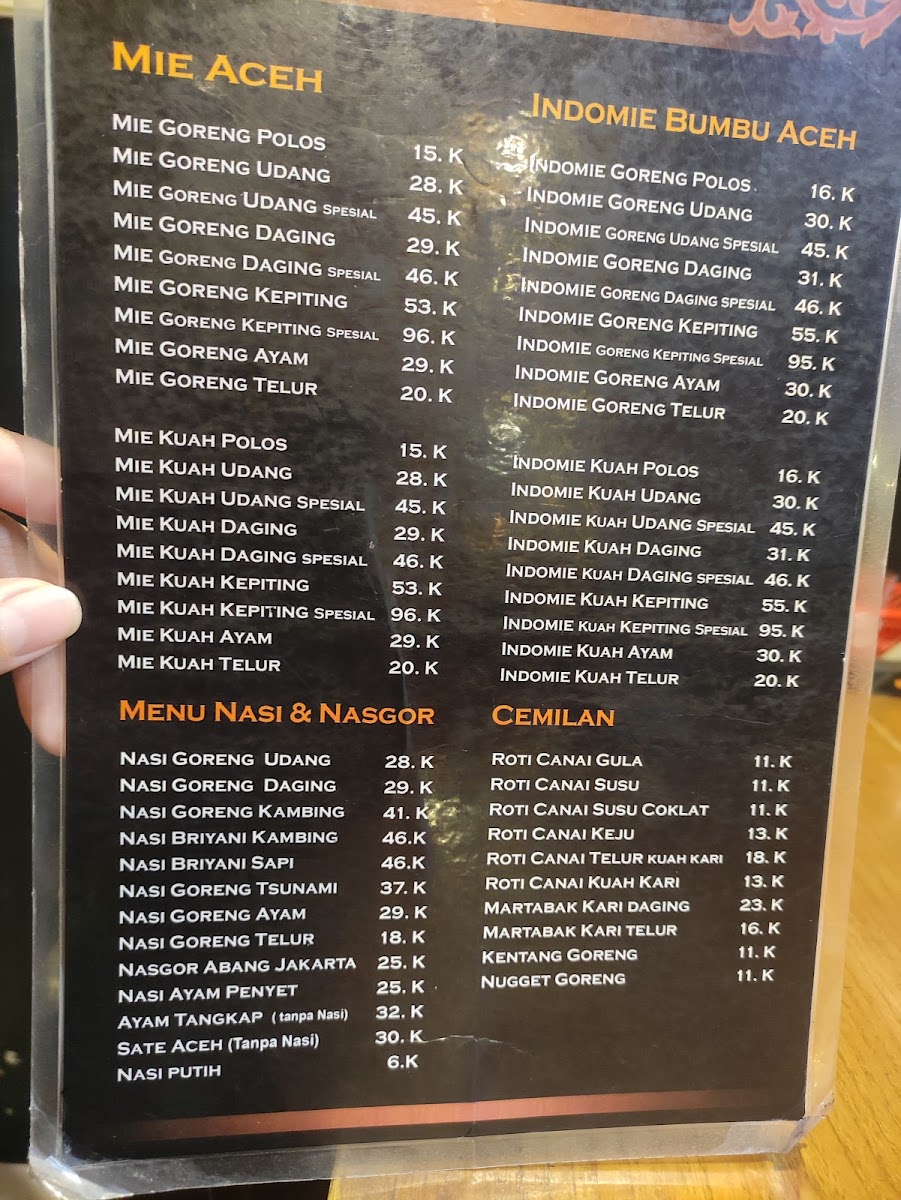 MIE ACEH
MIE GORENG POLOS 15. K
MIE GORENG UDANG 28. K
MIE GORENG UDANG SPESIAL 45. K
MIE GORENG DAGING 29. K
MIE GORENG DAGING SPESIAL 46. K
MIE GORENG KEPITING 53. K
MIE GORENG KEPITING SPESIAL 96. K
MIE GORENG AYAM 29. K
MIE GORENG TELUR 20. K
MIE KUAH POLOS 15. K
MIE KUAH UDANG 28. K
MIE KUAH UDANG SPESIAL 45. K
MIE KUAH DAGING 29. K
MIE KUAH DAGING SPESIAL 46. K
MIE KUAH KEPITING 53. K
MIE KUAH KEPITING SPESIAL 96. K
MIE KUAH AYAM 29. K
MIE KUAH TELUR 20. K
MENU NASI & NASGOR
NASI GORENG UDANG 28. K
NASI GORENG DAGING 29. K
NASI GORENG KAMBING 41. K
NASI BRIYANI KAMBING 46.K
NASI BRIYANI SAPI 46.K
NASI GORENG TSUNAMI 37. K
NASI GORENG AYAM 29. K
NASI GORENG TELUR 18. K
NASGOR ABANG JAKARTA 25. K
NASI AYAM PENYET 25. K
AYAM TANGKAP ( tanpa Nasi) 32. K
SATE ACEH (Tanpa Nasi) 30. K
NASI PUTIH 6.K
INDOMIE BUMBU ACEH
INDOMIE GORENG POLOS 16. K
INDOMIE GORENG UDANG 30. K
INDOMIE GORENG UDANG SPESIAL 45. K
INDOMIE GORENG DAGING 31. K
INDOMIE GORENG DAGING SPESIAL 46. K
INDOMIE GORENG KEPITING 55. K
INDOMIE GORENG KEPITING SPESIAL 95. K
INDOMIE GORENG AYAM 30. K
INDOMIE GORENG TELUR 20. K
INDOMIE KUAH POLOS 16. K
INDOMIE KUAH UDANG 30. K
INDOMIE KUAH UDANG SPESIAL 45. K
INDOMIE KUAH DAGING 31. K
INDOMIE KUAH DAGING SPESIAL 46. K
INDOMIE KUAH KEPITING 55. K
INDOMIE KUAH KEPITING SPESIAL 95. K
INDOMIE KUAH AYAM 30. K
INDOMIE KUAH TELUR 20. K
CEMILAN
ROTI CANAI GULA 11. K
ROTI CANAI SUSU 11. K
ROTI CANAI SUSU COKLAT 11. K
ROTI CANAI KEJU 13. K
ROTI CANAI TELUR KUAH KARI 18. K
ROTI CANAI KUAH KARI 13. K
MARTABAK KARI DAGING 23. K
MARTABAK KARI TELUR 16. K
KENTANG GORENG 11. K
NUGGET GORENG 11. K